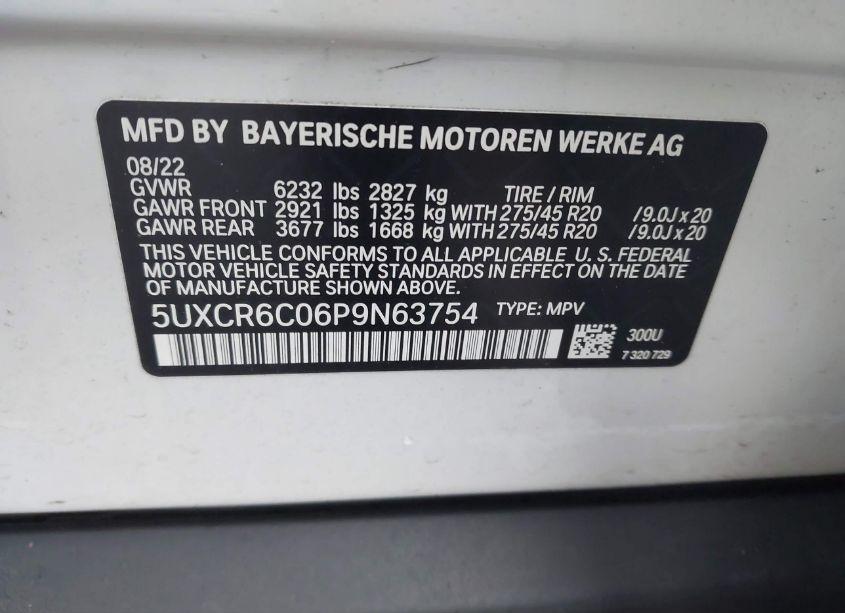 MFD BY BAYERISCHE MOTOREN WERKE AG
08/22
GVWR 6232 lbs 2827 kg TIRE / RIM
GAWR FRONT 2921 lbs 1325 kg WITH 275/45 R20 /9.0J x 20
GAWR REAR 3677 lbs 1668 kg WITH 275/45 R20 /9.0J x 20
THIS VEHICLE CONFORMS TO ALL APPLICABLE U. S. FEDERAL
MOTOR VEHICLE SAFETY STANDARDS IN EFFECT ON THE DATE
OF MANUFACTURE SHOWN ABOVE.
5UXCR6C06P9N63754 TYPE: MPV
300U
7 320 729